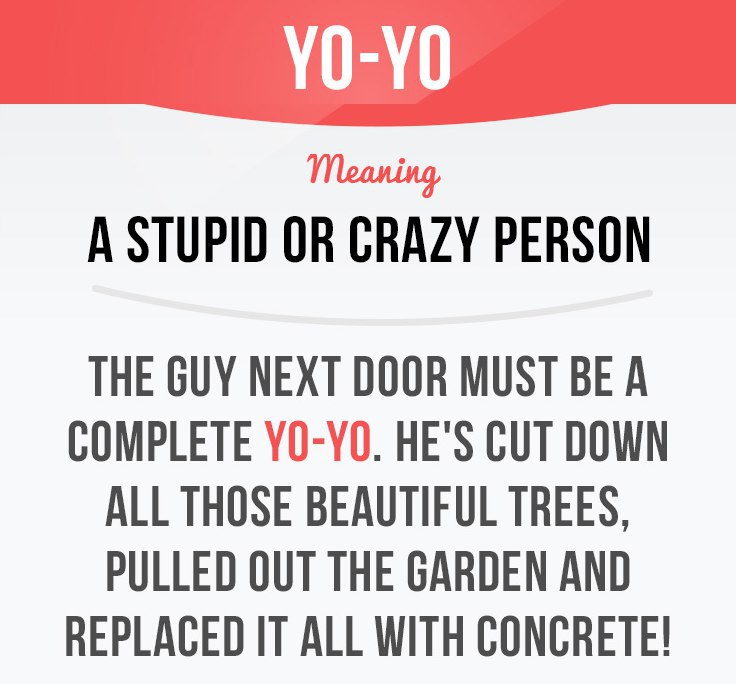 YO-YO
Meaning
A STUPID OR CRAZY PERSON
THE GUY NEXT DOOR MUST BE A
COMPLETE YO-YO. HE'S CUT DOWN
ALL THOSE BEAUTIFUL TREES,
PULLED OUT THE GARDEN AND
REPLACED IT ALL WITH CONCRETE!